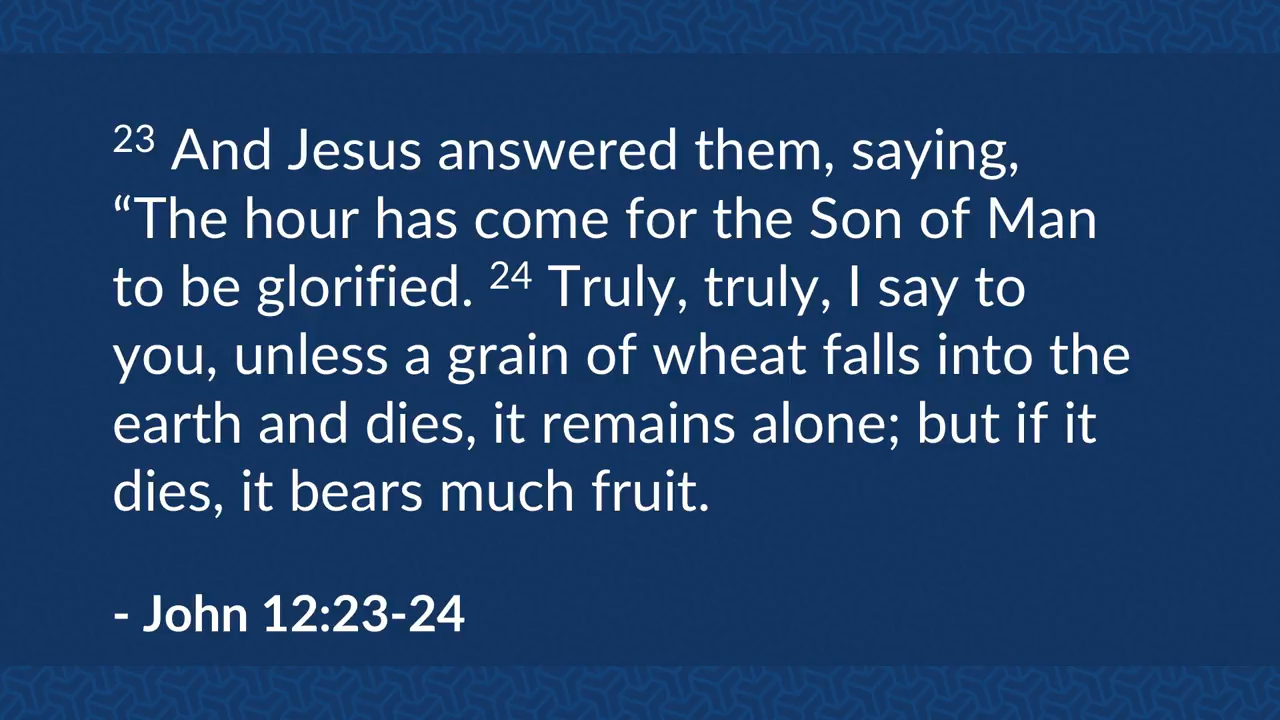 23 And Jesus answered them, saying,
“The hour has come for the Son of Man
to be glorified. 24 Truly, truly, I say to
you, unless a grain of wheat falls into the
earth and dies, it remains alone; but if it
dies, it bears much fruit.
- John 12:23-24